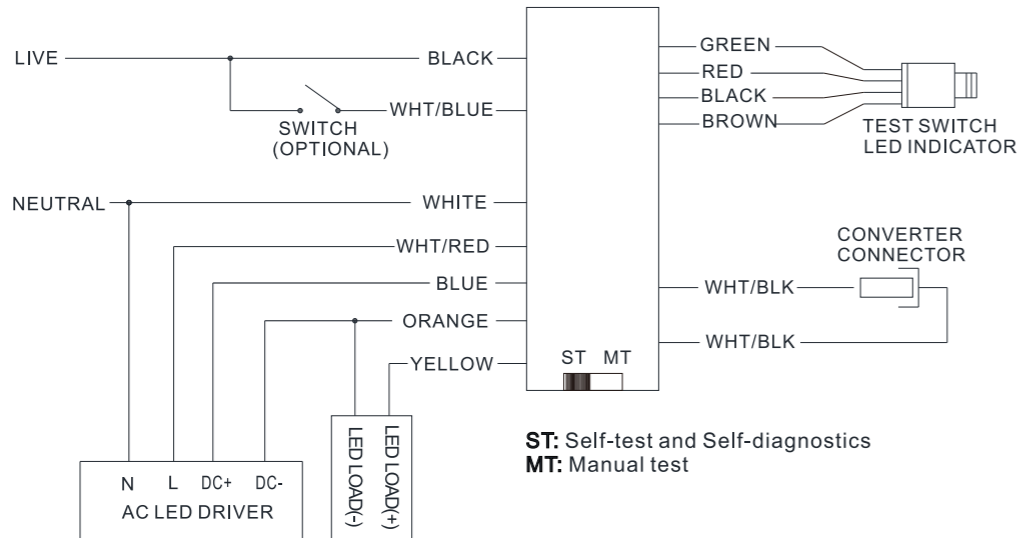 LIVE
BLACK
WHT/BLUE
SWITCH
(OPTIONAL)
NEUTRAL
WHITE
WHT/RED
BLUE
ORANGE
YELLOW
GREEN
RED
BLACK
BROWN
TEST SWITCH
LED INDICATOR
CONVERTER
CONNECTOR
WHT/BLK
WHT/BLK
ST MT
ST: Self-test and Self-diagnostics
MT: Manual test
LED LOAD(-)
LED LOAD(+)
N L DC+ DC-
AC LED DRIVER